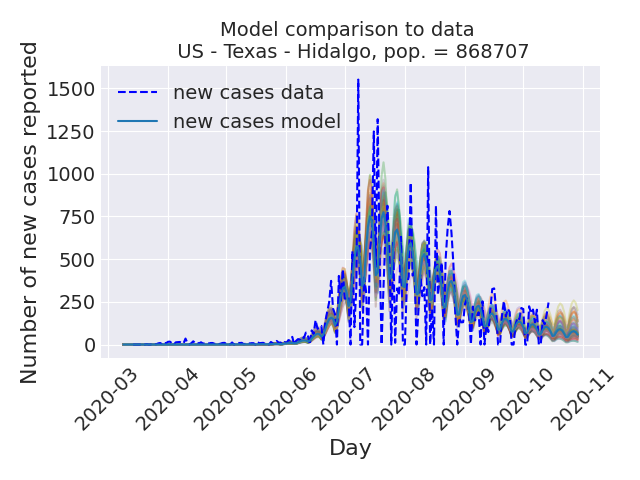 Model comparison to data
US - Texas - Hidalgo, pop. = 868707
Number of new cases reported
1500
1250
1000
750
500
250
0
new cases data
new cases model
2020-03
2020-04
2020-05
2020-06
2020-07
2020-08
2020-09
2020-10
2020-11
Day